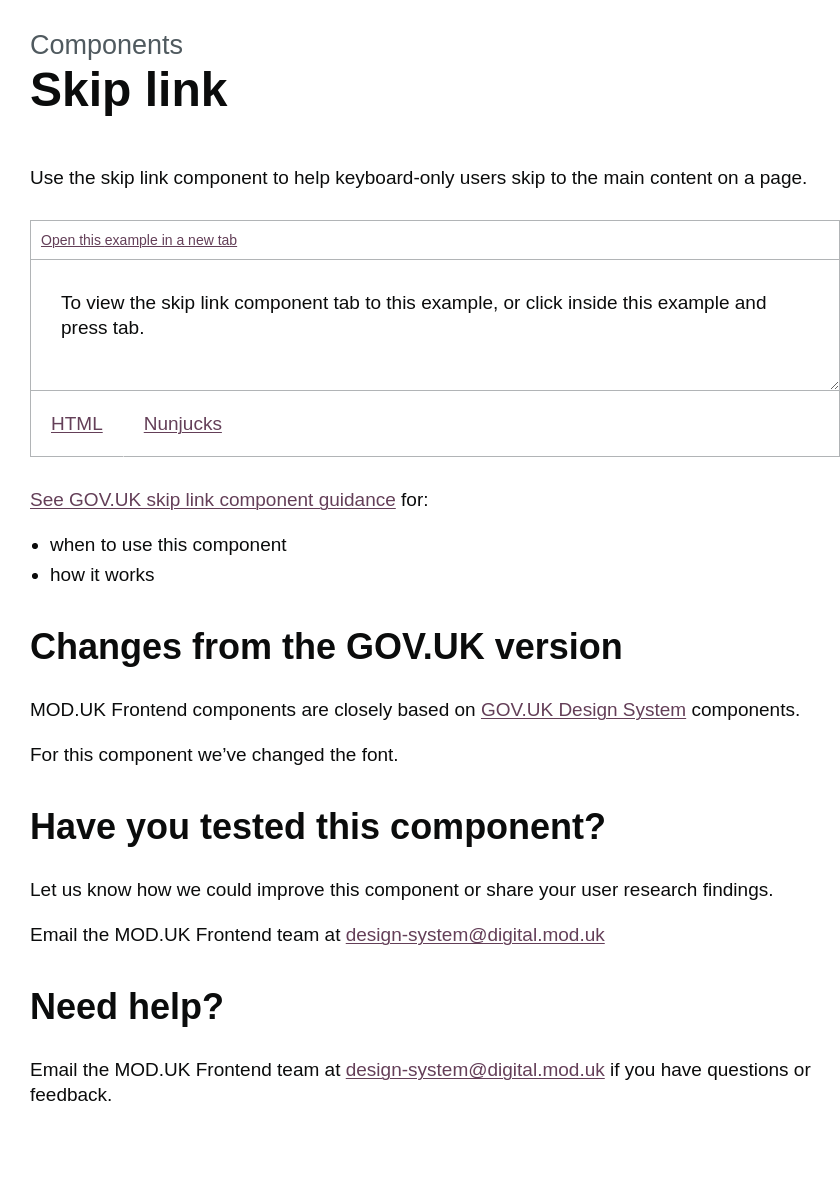 Components
Skip link
Use the skip link component to help keyboard-only users skip to the main content on a page.
Open this example in a new tab
To view the skip link component tab to this example, or click inside this example and
press tab.
HTML Nunjucks
See GOV.UK skip link component guidance for:
• when to use this component
• how it works
Changes from the GOV.UK version
MOD.UK Frontend components are closely based on GOV.UK Design System components.
For this component we’ve changed the font.
Have you tested this component?
Let us know how we could improve this component or share your user research findings.
Email the MOD.UK Frontend team at design-system@digital.mod.uk
Need help?
Email the MOD.UK Frontend team at design-system@digital.mod.uk if you have questions or
feedback.